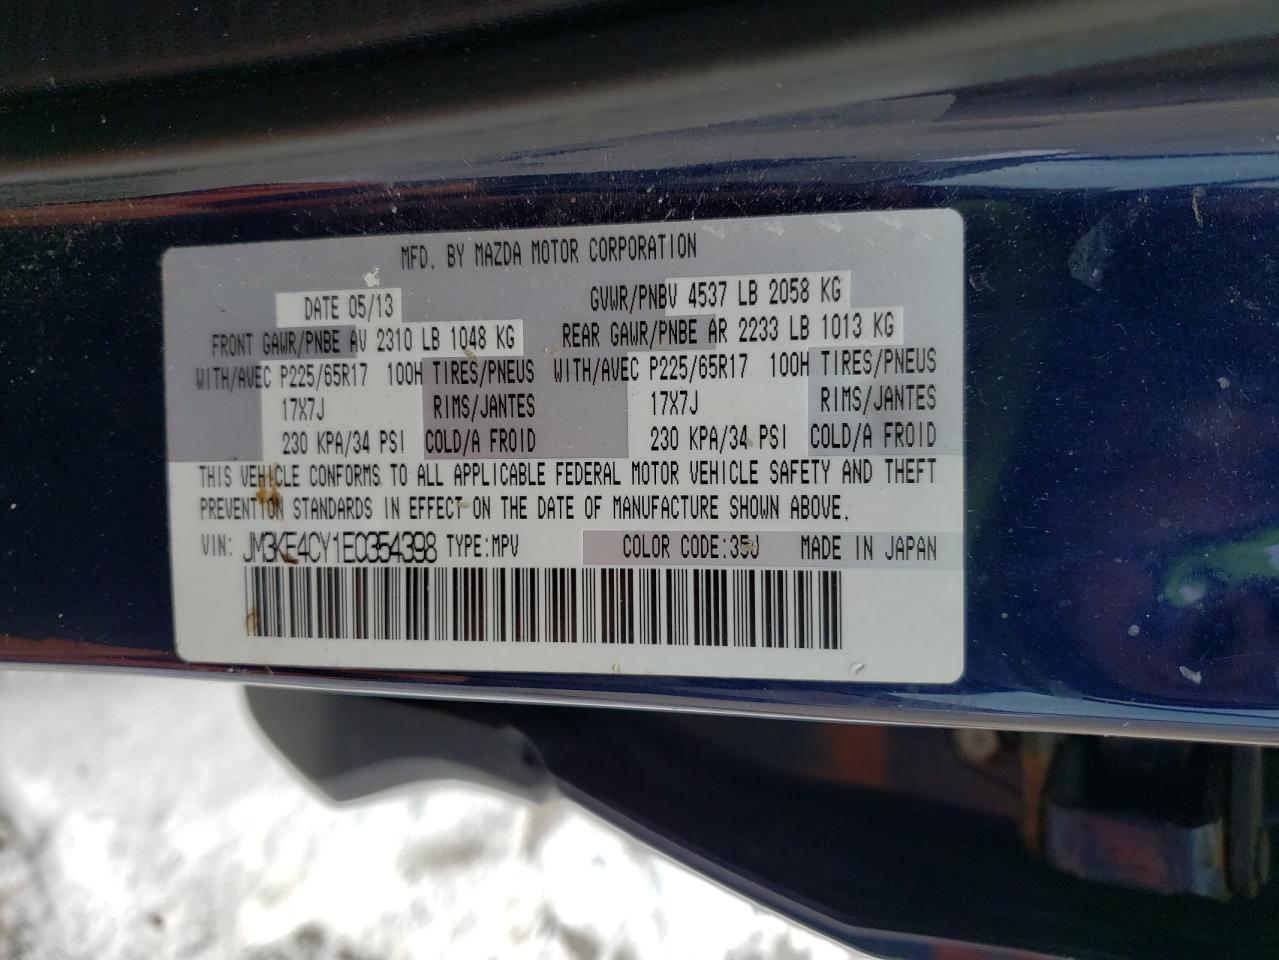 MFD. BY MAZDA MOTOR CORPORATION
DATE 05/13 GVWR/PNBV 4537 LB 2058 KG
FRONT GAWR/PNBE AV 2310 LB 1048 KG REAR GAWR/PNBE AR 2233 LB 1013 KG
WITH/AVEC P225/65R17 100H TIRES/PNEUS WITH/AVEC P225/65R17 100H TIRES/PNEUS
17X7J RIMS/JANTES 17X7J RIMS/JANTES
230 KPA/34 PSI COLD/A FROID 230 KPA/34 PSI COLD/A FROID
THIS VEHICLE CONFORMS TO ALL APPLICABLE FEDERAL MOTOR VEHICLE SAFETY AND THEFT
PREVENTION STANDARDS IN EFFECT ON THE DATE OF MANUFACTURE SHOWN ABOVE.
VIN: JM3KE4CY1E0354398 TYPE:MPV COLOR CODE: MADE IN JAPAN